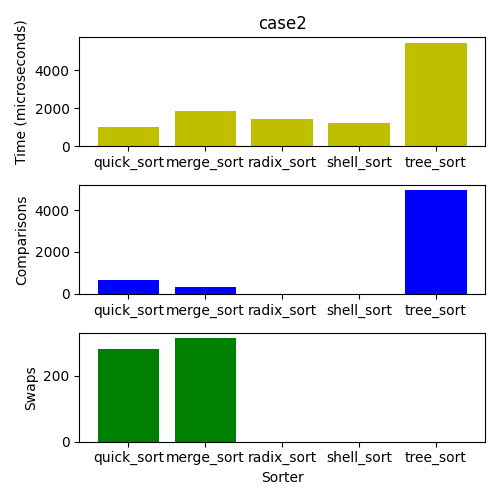 case2
Time (microseconds)
4000
2000
0
quick_sort merge_sort radix_sort shell_sort tree_sort
Comparisons
4000
2000
0
quick_sort merge_sort radix_sort shell_sort tree_sort
Swaps
200
0
quick_sort merge_sort radix_sort shell_sort tree_sort
Sorter